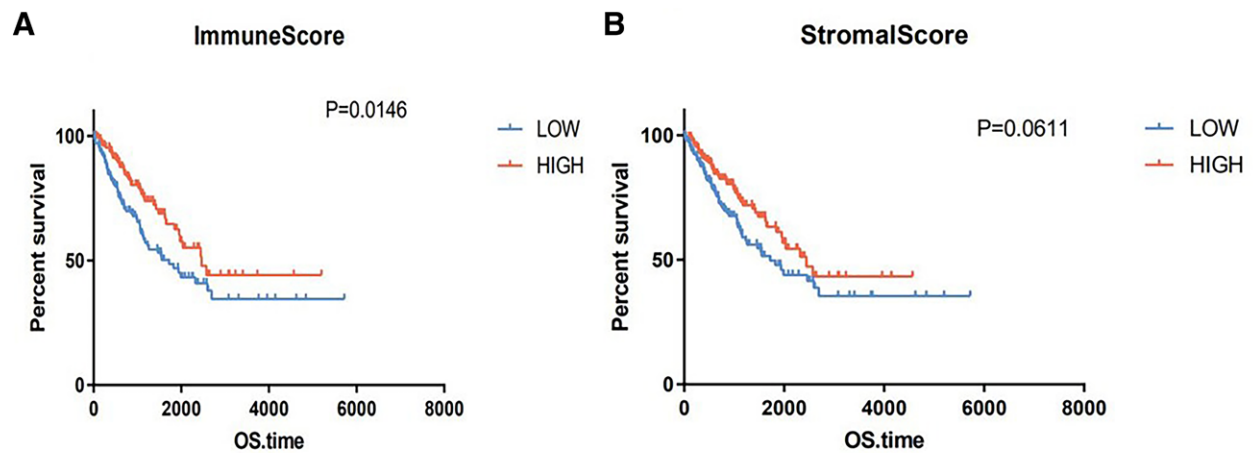 A
ImmuneScore
P=0.0146
LOW
HIGH
100
50
0
Percent survival
0 2000 4000 6000 8000
OS.time
B
StromalScore
P=0.0611
LOW
HIGH
100
50
0
Percent survival
0 2000 4000 6000 8000
OS.time